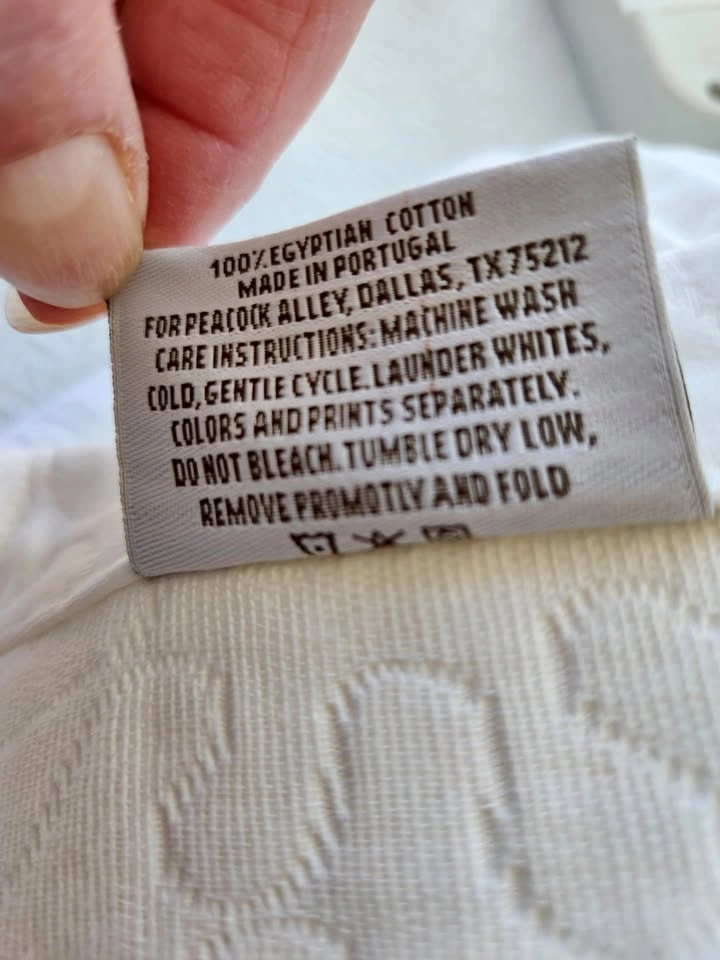 100% EGYPTIAN COTTON
MADE IN PORTUGAL
FOR PEACOCK ALLEY, DALLAS, TX 75212
CARE INSTRUCTIONS: MACHINE WASH
COLD, GENTLE CYCLE. LAUNDER WHITES,
COLORS AND PRINTS SEPARATELY.
DO NOT BLEACH. TUMBLE DRY LOW,
REMOVE PROMOTLY AND FOLD